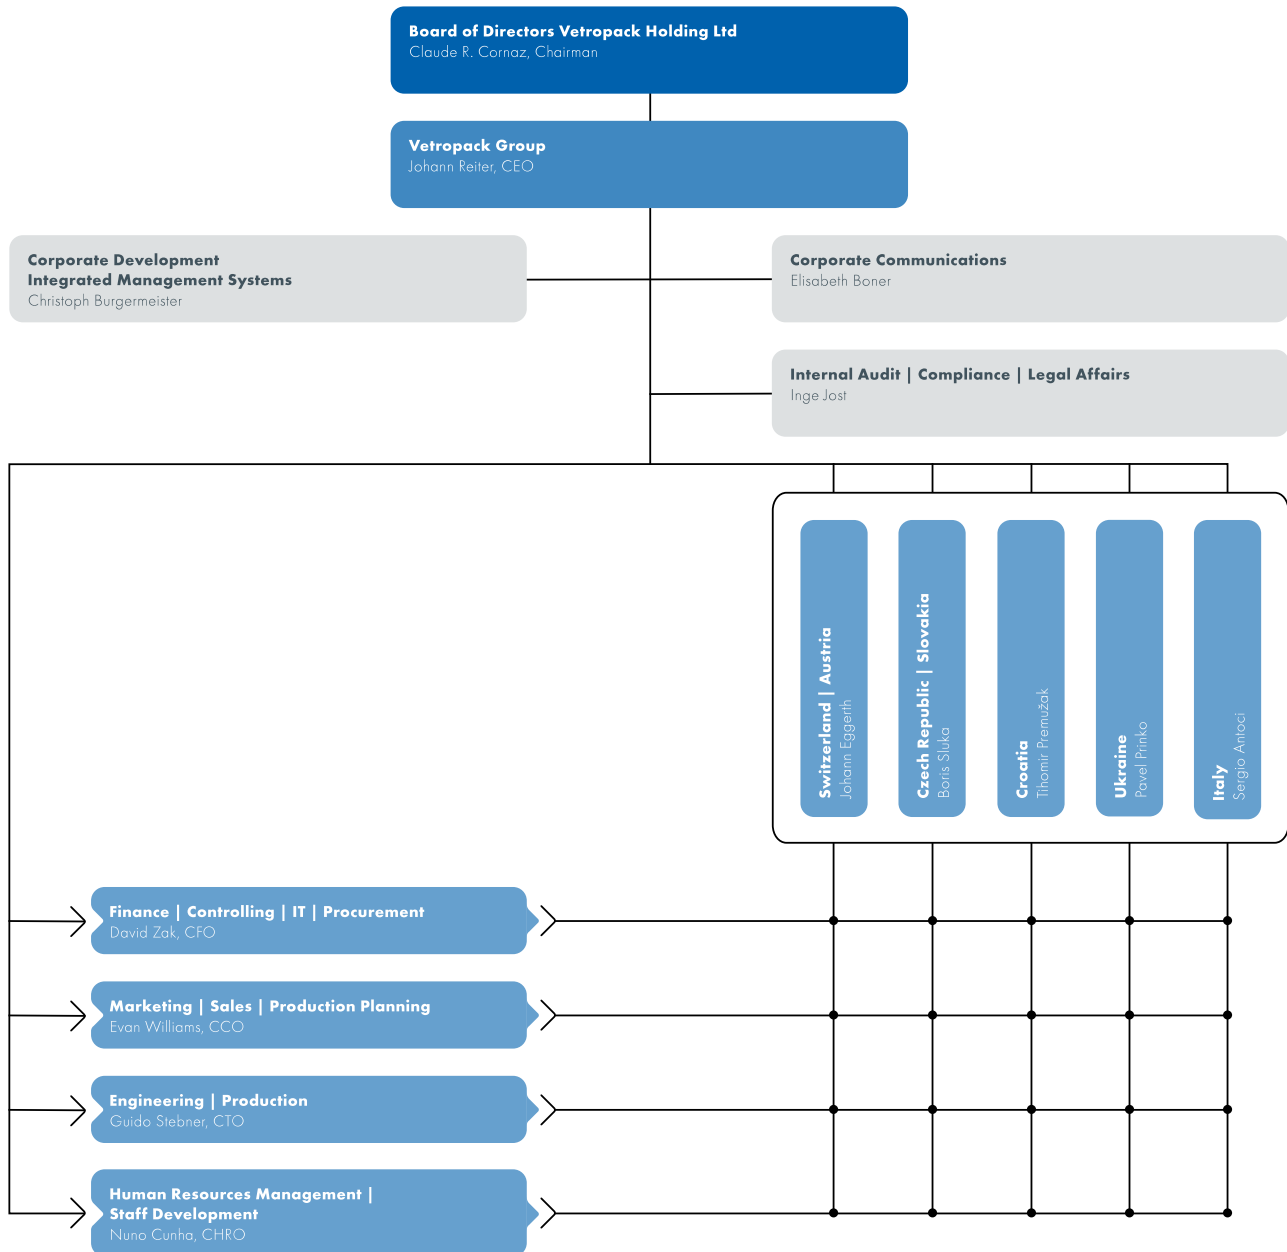 Board of Directors Vetropack Holding Ltd
Claude R. Cornaz, Chairman
Vetropack Group
Johann Reiter, CEO
Corporate Development
Integrated Management Systems
Christoph Burgermeister
Corporate Communications
Elisabeth Boner
Internal Audit | Compliance | Legal Affairs
Inge Jost
Switzerland | Austria
Johann Eggerth
Czech Republic | Slovakia
Boris Sluka
Croatia
Tihomir Premužak
Ukraine
Pavel Prinko
Italy
Sergio Antoci
Finance | Controlling | IT | Procurement
David Zak, CFO
Marketing | Sales | Production Planning
Evan Williams, CCO
Engineering | Production
Guido Stebner, CTO
Human Resources Management |
Staff Development
Nuno Cunha, CHRO